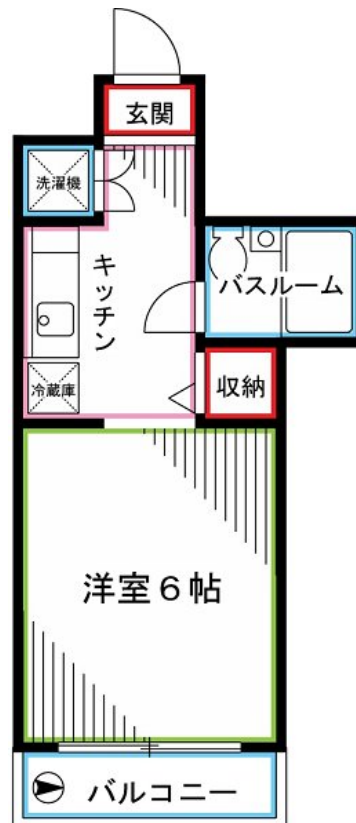 玄関
洗濯機
キッチン
バスルーム
冷蔵庫
収納
洋室6帖
バルコニー